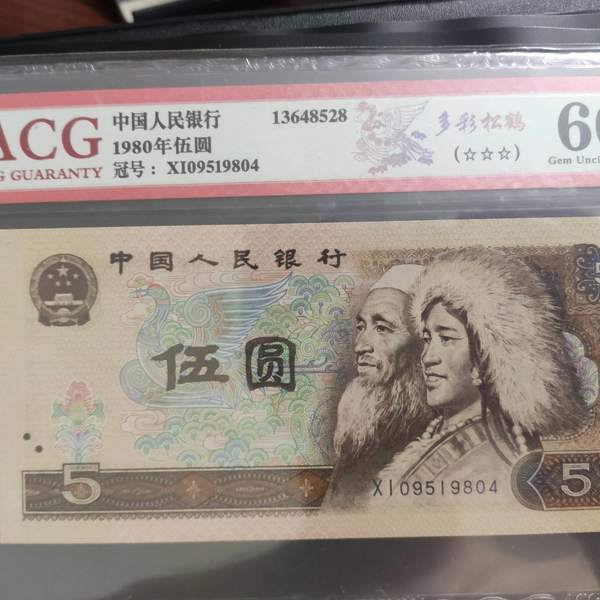 ACG
G GUARANTY
中国人民银行
1980年伍圆
冠号： XI09519804
13648528
多彩松鹤
(☆☆☆)
Gem Unci
中国人民银行
伍圆
5
XI09519804
5